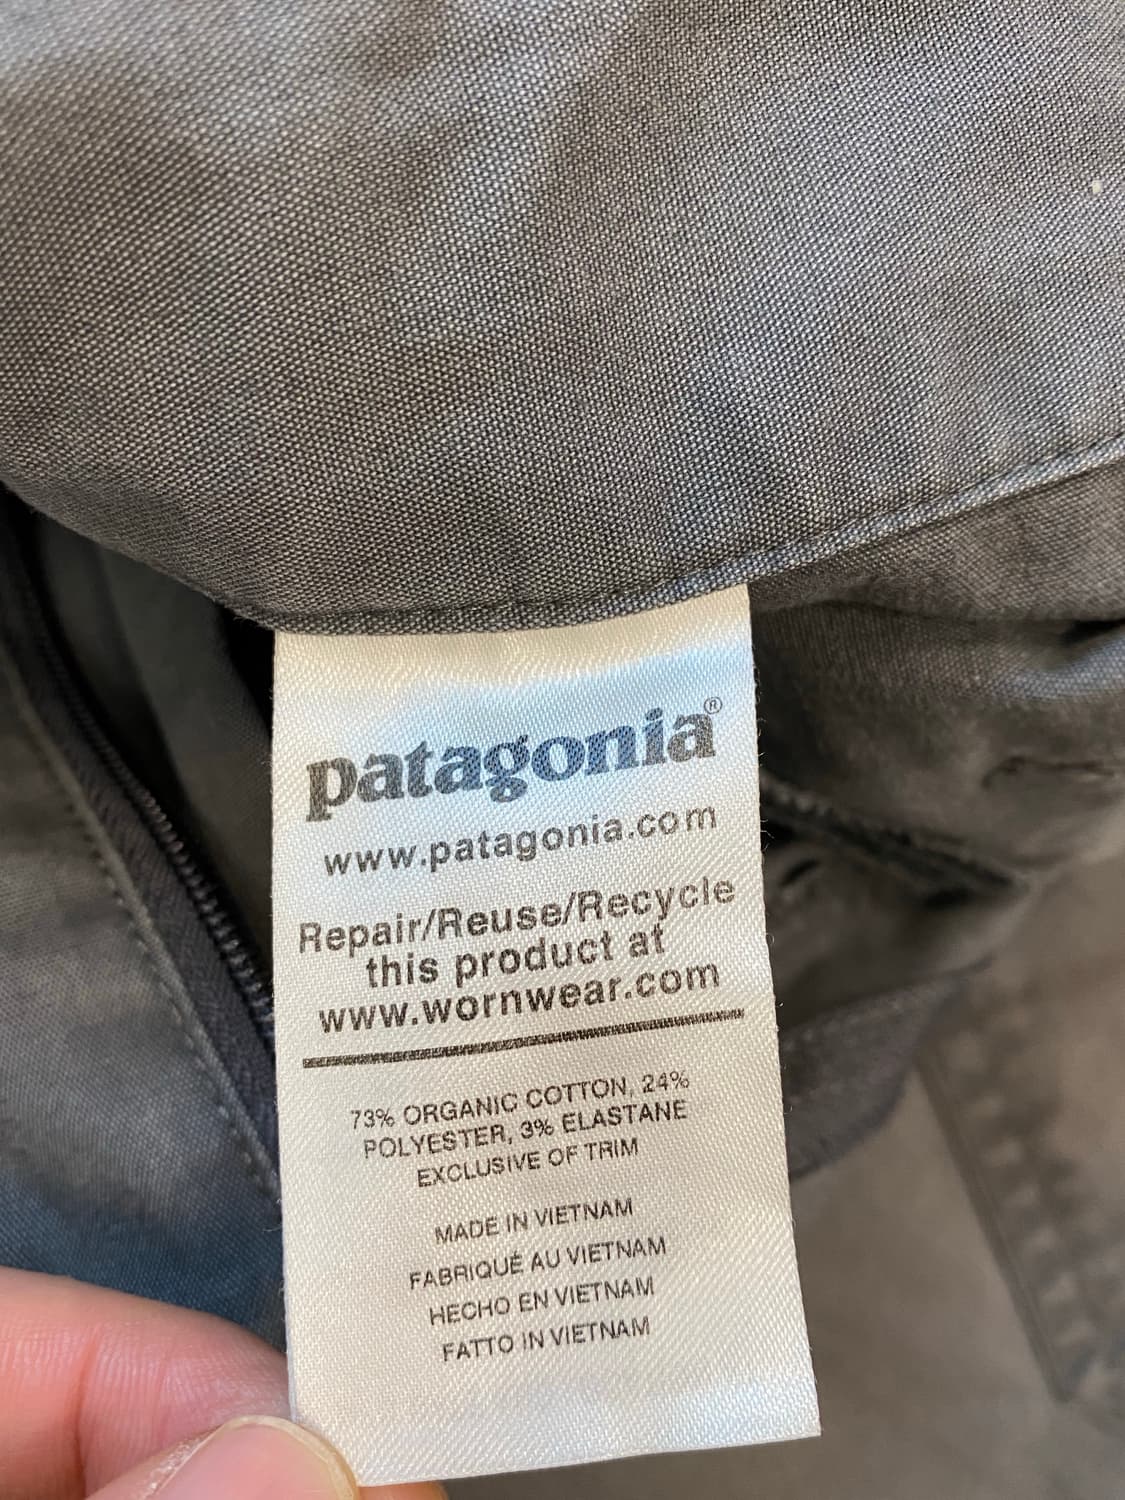 patagonia®
www.patagonia.com
Repair/Reuse/Recycle
this product at
www.wornwear.com
73% ORGANIC COTTON, 24%
POLYESTER, 3% ELASTANE
EXCLUSIVE OF TRIM
MADE IN VIETNAM
FABRIQUÉ AU VIETNAM
HECHO EN VIETNAM
FATTO IN VIETNAM